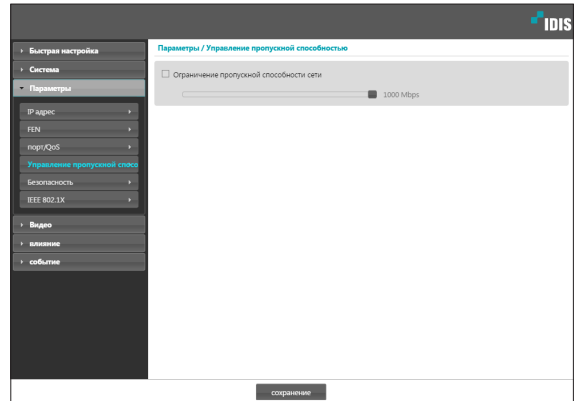 IDIS
Быстрая настройка
Система
Параметры
IP адрес
FEN
порт/QoS
Управление пропускной спосо
Безопасность
IEEE 802.1X
Видео
влияние
событие
Параметры / Управление пропускной способностью
Ограничение пропускной способности сети
1000 Mbps
сохранение